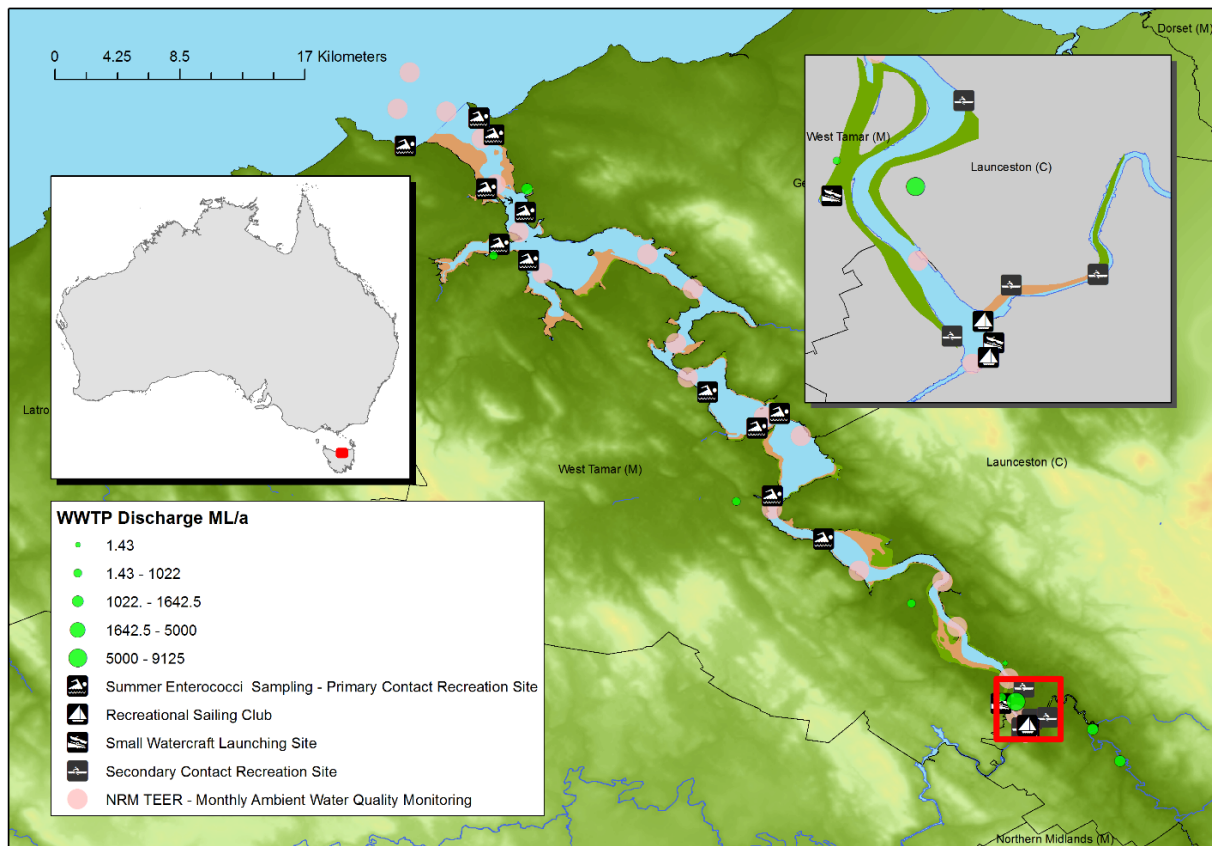 Dorset (M)
0 4.25 8.5 17 Kilometers
West Tamar (M)
Launceston (C)
Ge
Latro
West Tamar (M)
Launceston (C)
WWTP Discharge ML/a
1.43
1.43 - 1022
1022. - 1642.5
1642.5 - 5000
5000 - 9125
Summer Enterococci Sampling - Primary Contact Recreation Site
Recreational Sailing Club
Small Watercraft Launching Site
Secondary Contact Recreation Site
NRM TEER - Monthly Ambient Water Quality Monitoring
Northern Midlands (M)